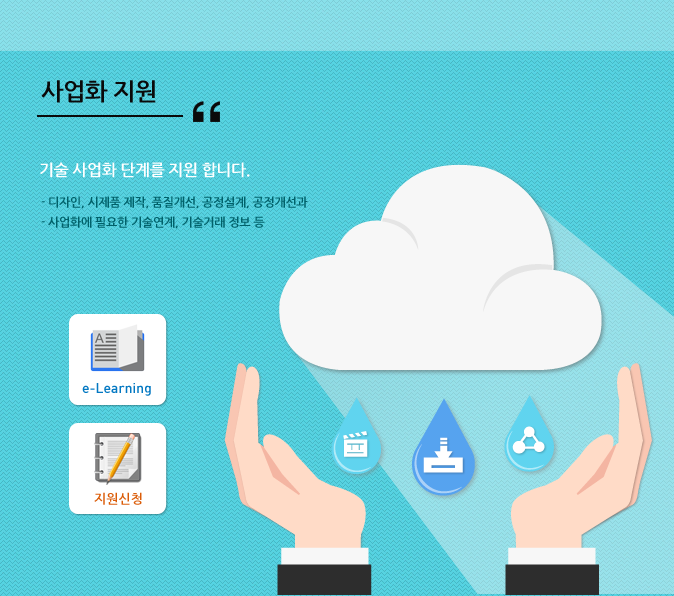 사업화 지원
기술 사업화 단계를 지원 합니다.
- 디자인, 시제품 제작, 품질개선, 공정설계, 공정개선과
- 사업화에 필요한 기술연계, 기술거래 정보 등
A
e-Learning
지원신청